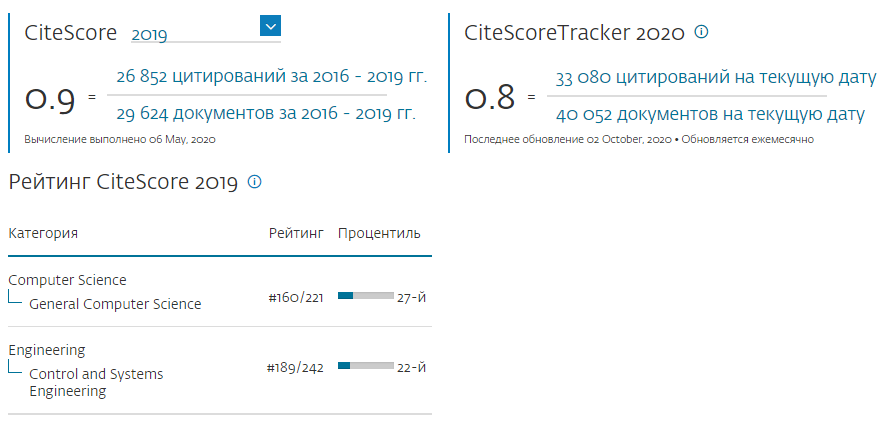 CiteScore 2019
0.9 = 26 852 цитирований за 2016 - 2019 гг.
29 624 документов за 2016 - 2019 гг.
Вычисление выполнено 06 May, 2020
CiteScoreTracker 2020
0.8 = 33 080 цитирований на текущую дату
40 052 документов на текущую дату
Последнее обновление 02 October, 2020 • Обновляется ежемесячно
Рейтинг CiteScore 2019
Категория Рейтинг Процентиль
Computer Science
General Computer Science #160/221 27-й
Engineering
Control and Systems #189/242 22-й
Engineering